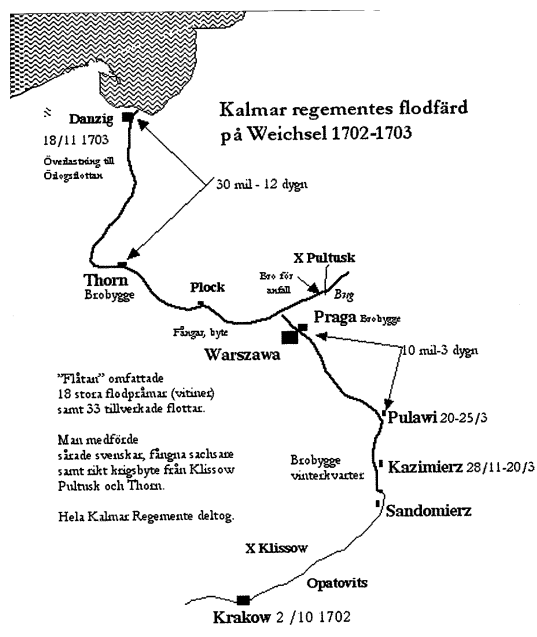 Kalmar regementes flodfärd
på Weichsel 1702-1703
Danzig
18/11 1703
Överlastning till
Örlogsflottan
30 mil - 12 dygn
X Pultusk
Bro för
anfall
Bug
Thorn
Brobygge
Plock
Praga Brobygge
Fångar, byte
Warszawa
10 mil-3 dygn
"Flåtan" omfattade
18 stora flodpråmar (vitiner)
samt 33 tillverkade flottar.
Pulawi 20-25/3
Man medförde
sårade svenskar, fångna sachsare
samt rikt krigsbyte från Klissow
Pultusk och Thorn.
Brobygge
vinterkvarter
Kazimierz 28/11-20/3
Hela Kalmar Regemente deltog.
Sandomierz
X Klissow
Opatovits
Krakow 2 /10 1702